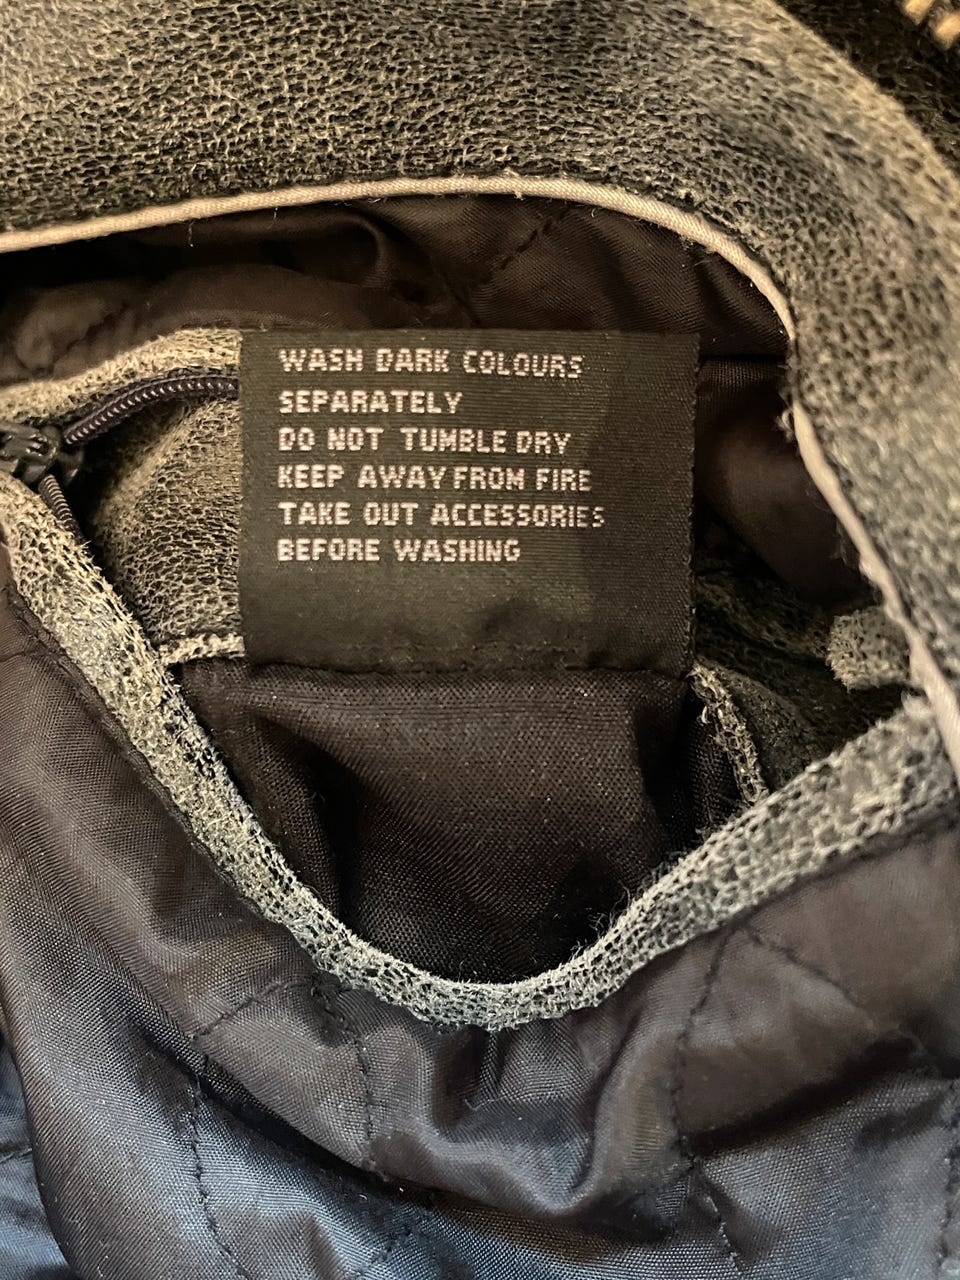 WASH DARK COLOURS
SEPARATELY
DO NOT TUMBLE DRY
KEEP AWAY FROM FIRE
TAKE OUT ACCESSORIES
BEFORE WASHING